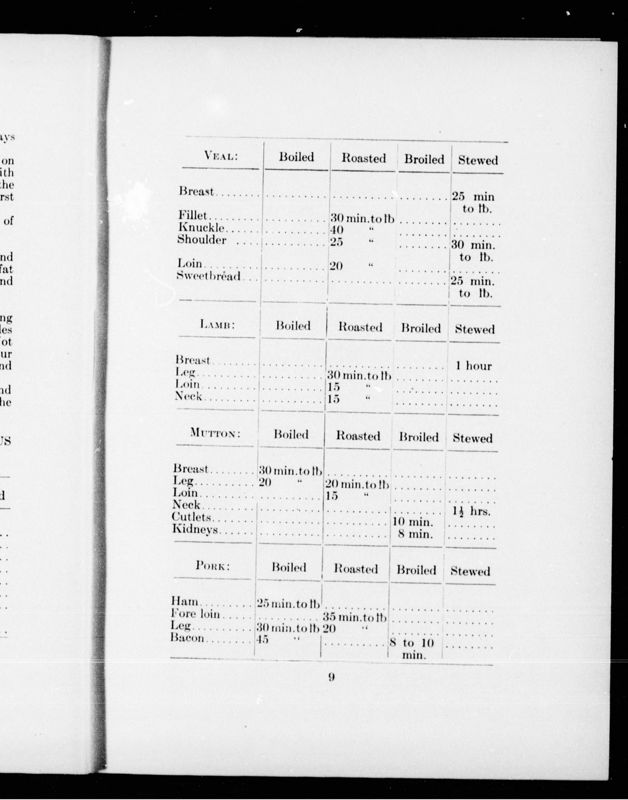 ays
on
ith
the
rst
of
nd
fat
nd
ng
les
ot
ur
nd
nd
he
US
d
VEAL: Boiled Roasted Broiled Stewed
Breast........ .......... ............ ........ 25 min
to lb.
Fillet......... .......... 30 min. to lb ........ ........
Knuckle...... .......... 40 " ........ ........
Shoulder .... .......... 25 " ........ 30 min.
to lb.
Loin.......... .......... 20 " ........ ........
Sweetbread... .......... ............ ........ 25 min.
to lb.
LAMB: Boiled Roasted Broiled Stewed
Breast........ .......... ............ ........ 1 hour
Leg........... .......... 30 min. to lb ........ ........
Loin.......... .......... 15 " ........ ........
Neck.......... .......... 15 " ........ ........
MUTTON: Boiled Roasted Broiled Stewed
Breast........ 30 min. to lb ............ ........ ........
Leg........... 20 " 20 min. to lb ........ ........
Loin.......... .......... 15 " ........ ........
Neck.......... .......... ............ ........ 1½ hrs.
Cutlets....... .......... ............ 10 min. ........
Kidneys...... .......... ............ 8 min. ........
PORK: Boiled Roasted Broiled Stewed
Ham.......... 25 min. to lb ............ ........ ........
Fore loin..... .......... 35 min. to lb ........ ........
Leg........... 30 min. to lb 20 " ........ ........
Bacon........ 45 " ............ 8 to 10 ........
min.
9